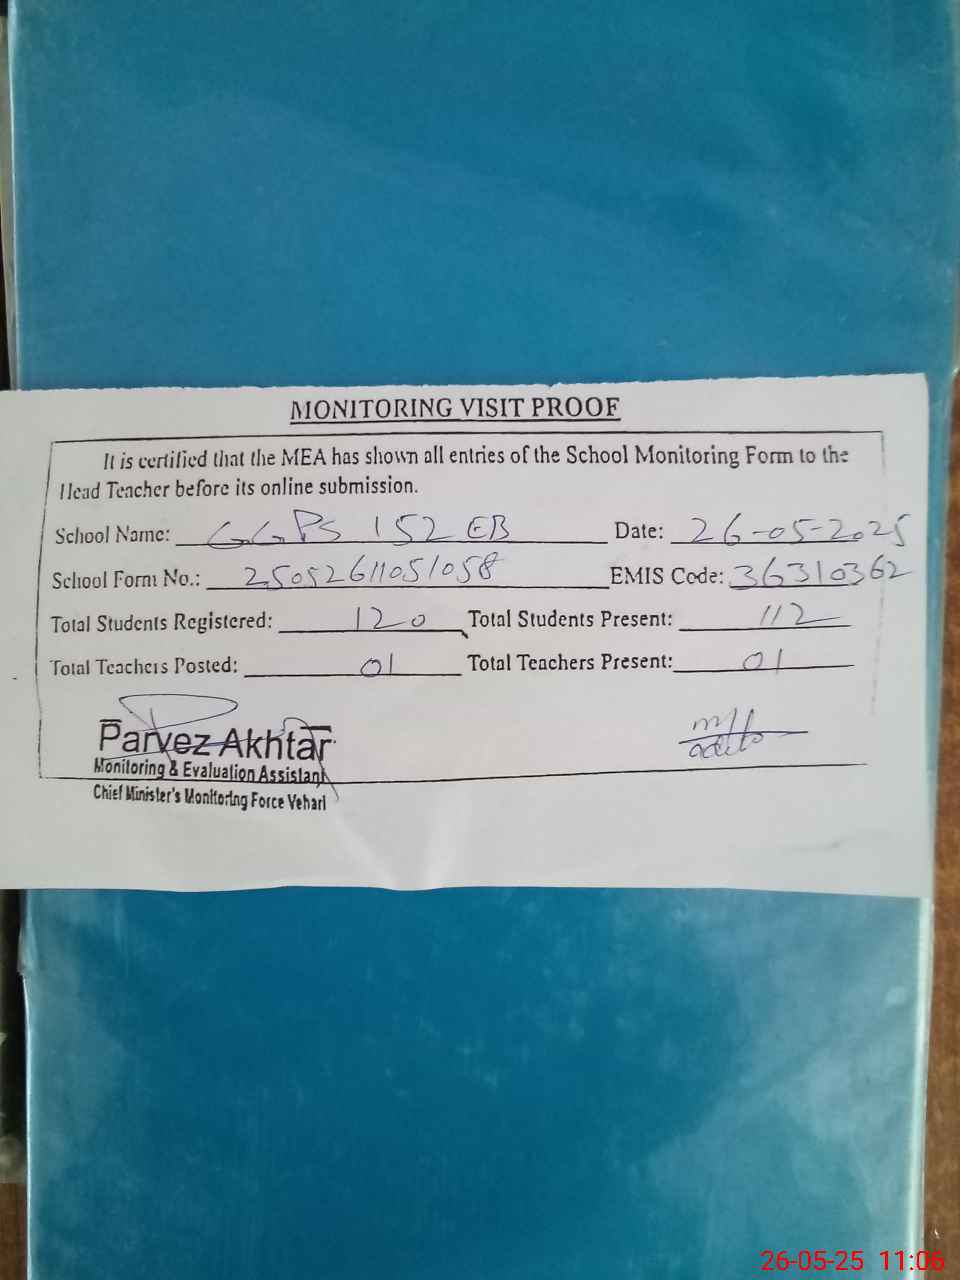 MONITORING VISIT PROOF
It is certified that the MEA has shown all entries of the School Monitoring Form to the
Head Teacher before its online submission.
School Name: GGPS 152 EB Date: 26-05-2025
School Form No.: 25052611051058 EMIS Code: 36310362
Total Students Registered: 120 Total Students Present: 112
Total Teachers Posted: 01 Total Teachers Present: 01
Parvez Akhtar
Monitoring & Evaluation Assistant
Chief Minister's Monitoring Force Vehari
26-05-25 11:06